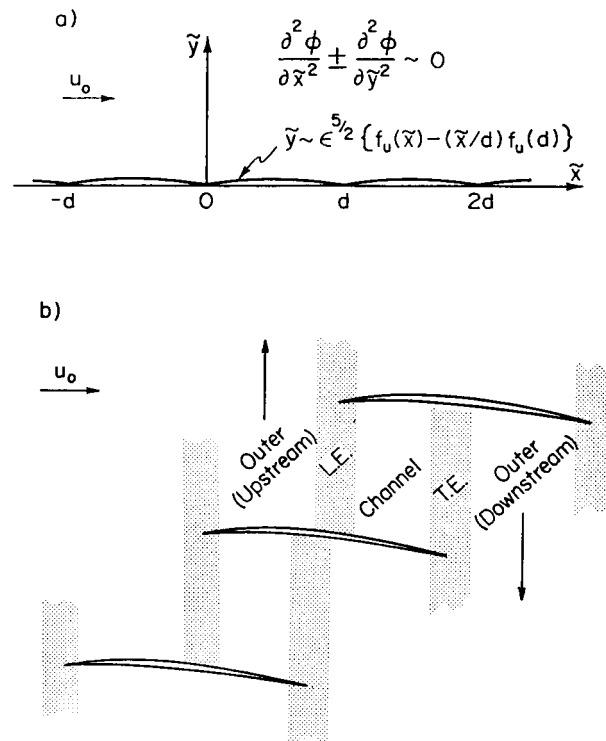 a)
ỹ
∂²ϕ/∂x̃² ± ∂²ϕ/∂ỹ² ~ 0
u₀
ỹ ~ ϵ^5/2 {f_u(x̃) – (x̃/d) f_u(d)}
x̃
-d 0 d 2d
b)
u₀
Outer
(Upstream)
L.E.
Channel
T.E.
Outer
(Downstream)